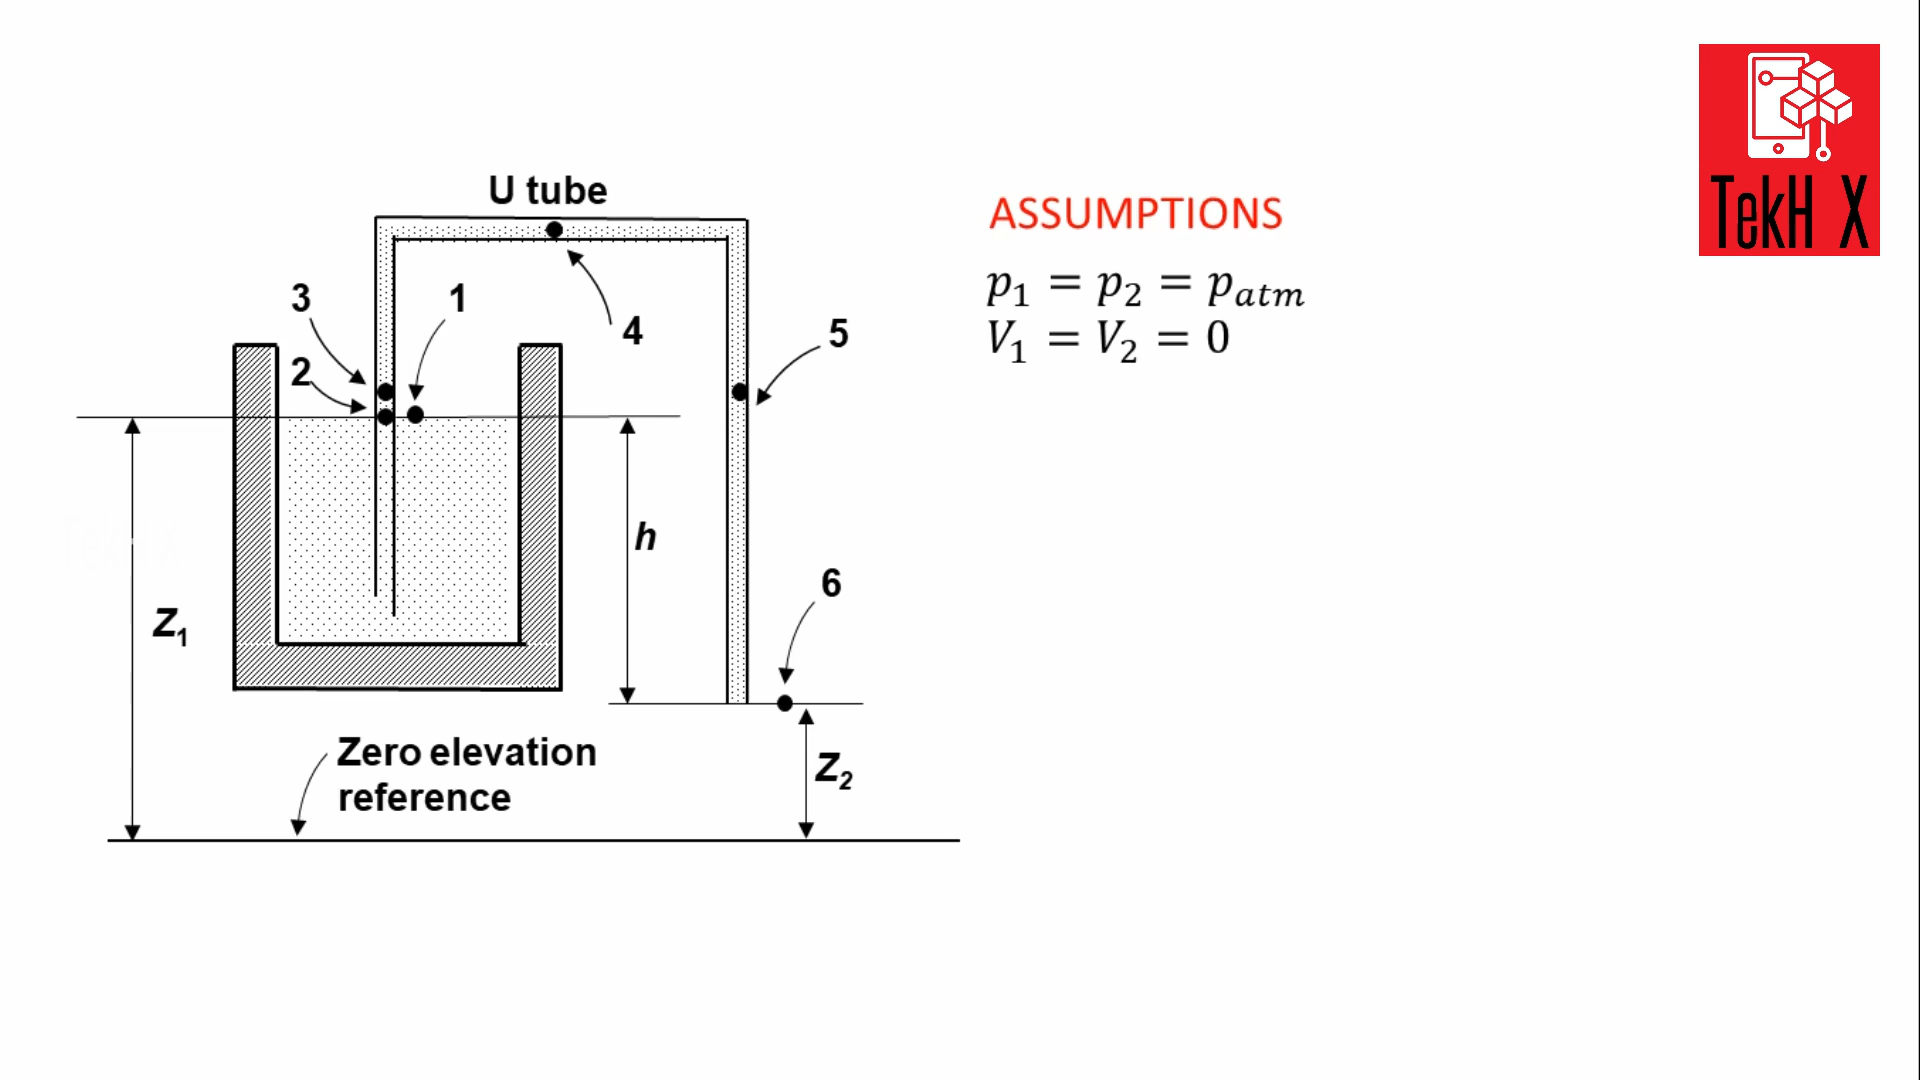 U tube
3
1
4
2
5
h
6
Z₁
Zero elevation
reference
Z₂
ASSUMPTIONS
p₁ = p₂ = pₐₜₘ
V₁ = V₂ = 0
TekH X